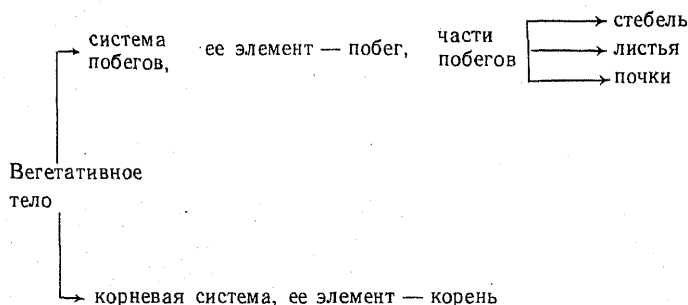 система побегов, ее элемент — побег, части побегов
стебель
листья
почки
Вегетативное
тело
корневая система, ее элемент — корень